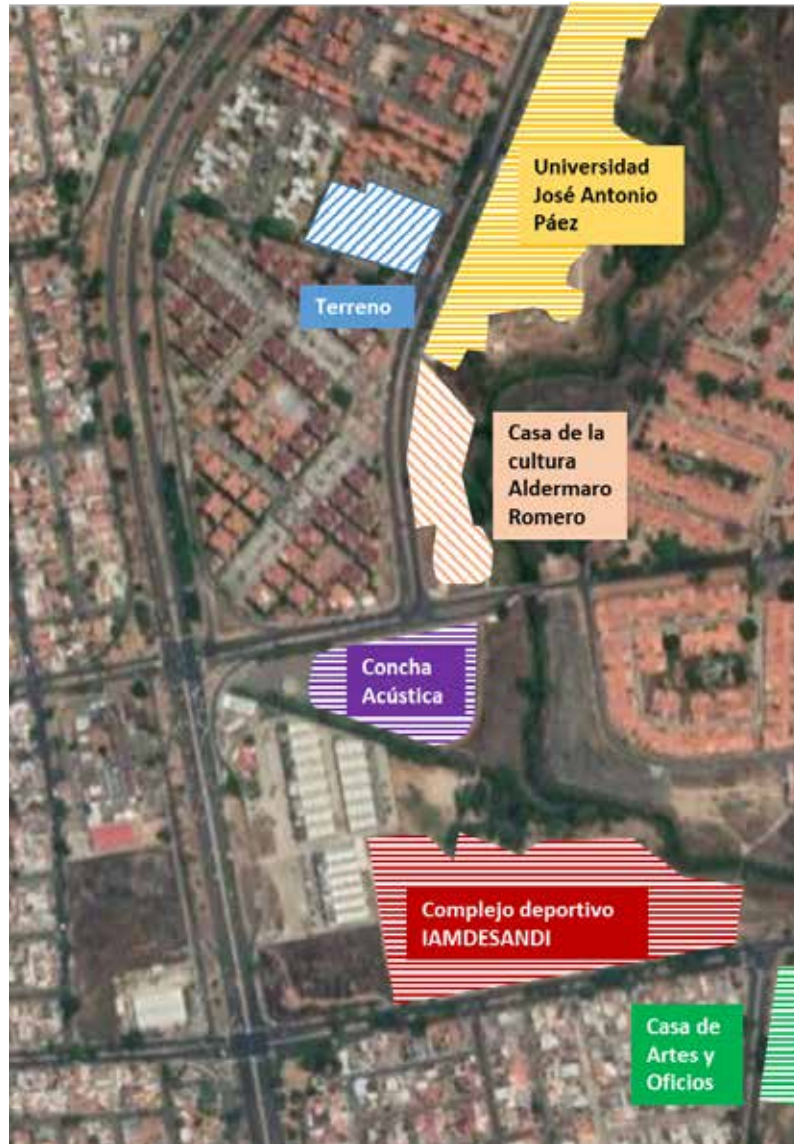 Universidad
José Antonio
Páez
Terreno
Casa de la
cultura
Aldermaro
Romero
Concha
Acústica
Complejo deportivo
IAMDESANDI
Casa de
Artes y
Oficios